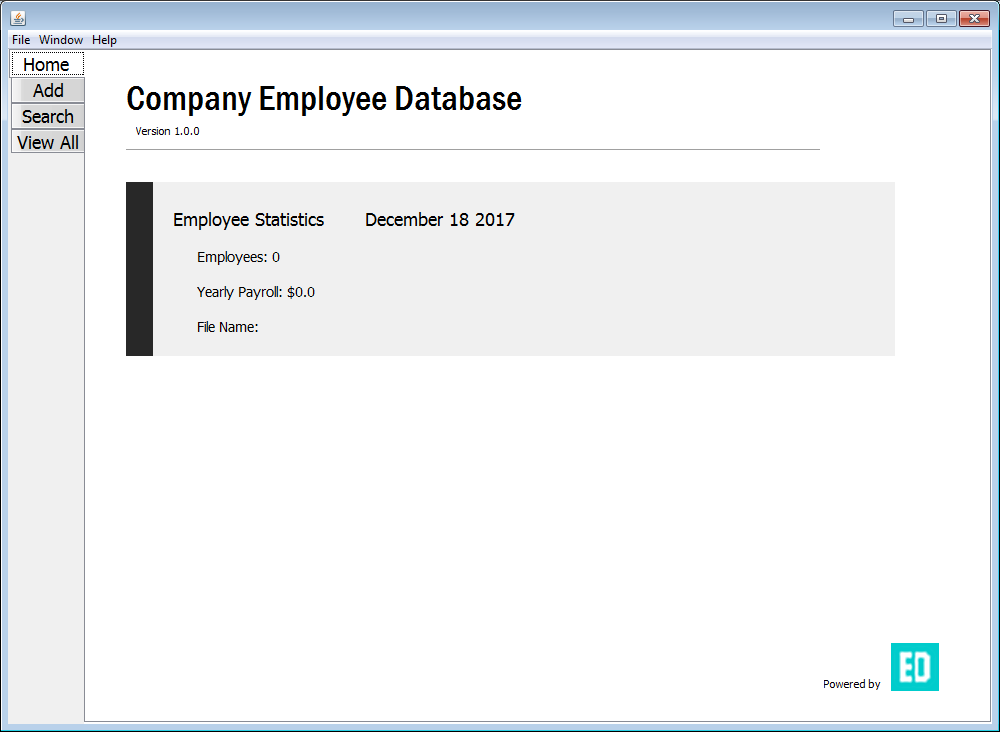 File Window Help
Home
Add
Search
View All
Company Employee Database
Version 1.0.0
Employee Statistics December 18 2017
Employees: 0
Yearly Payroll: $0.0
File Name:
Powered by ED